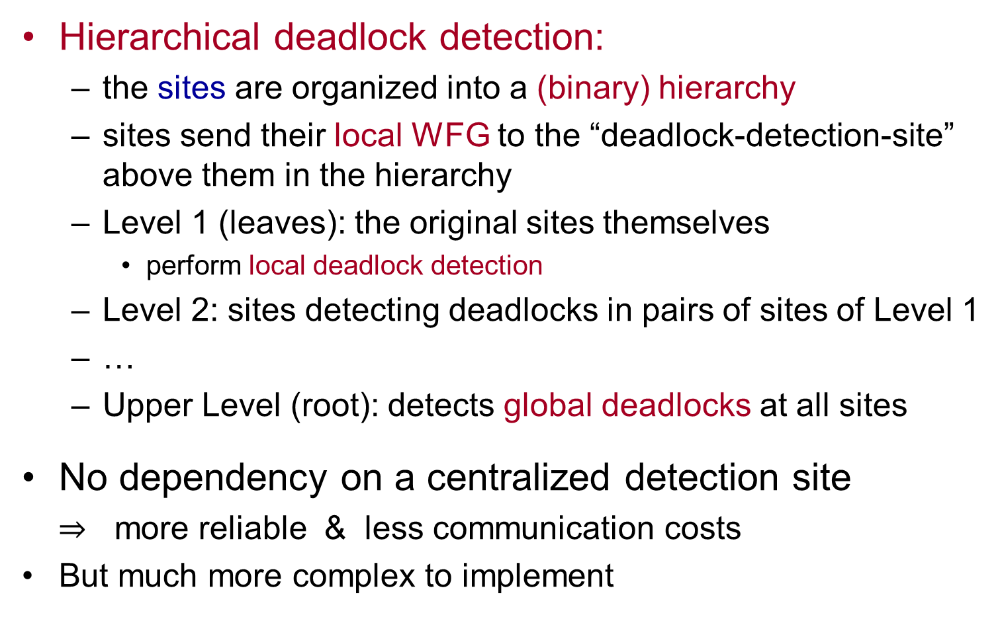 • Hierarchical deadlock detection:
– the sites are organized into a (binary) hierarchy
– sites send their local WFG to the “deadlock-detection-site”
above them in the hierarchy
– Level 1 (leaves): the original sites themselves
• perform local deadlock detection
– Level 2: sites detecting deadlocks in pairs of sites of Level 1
– …
– Upper Level (root): detects global deadlocks at all sites
• No dependency on a centralized detection site
⇒ more reliable & less communication costs
• But much more complex to implement